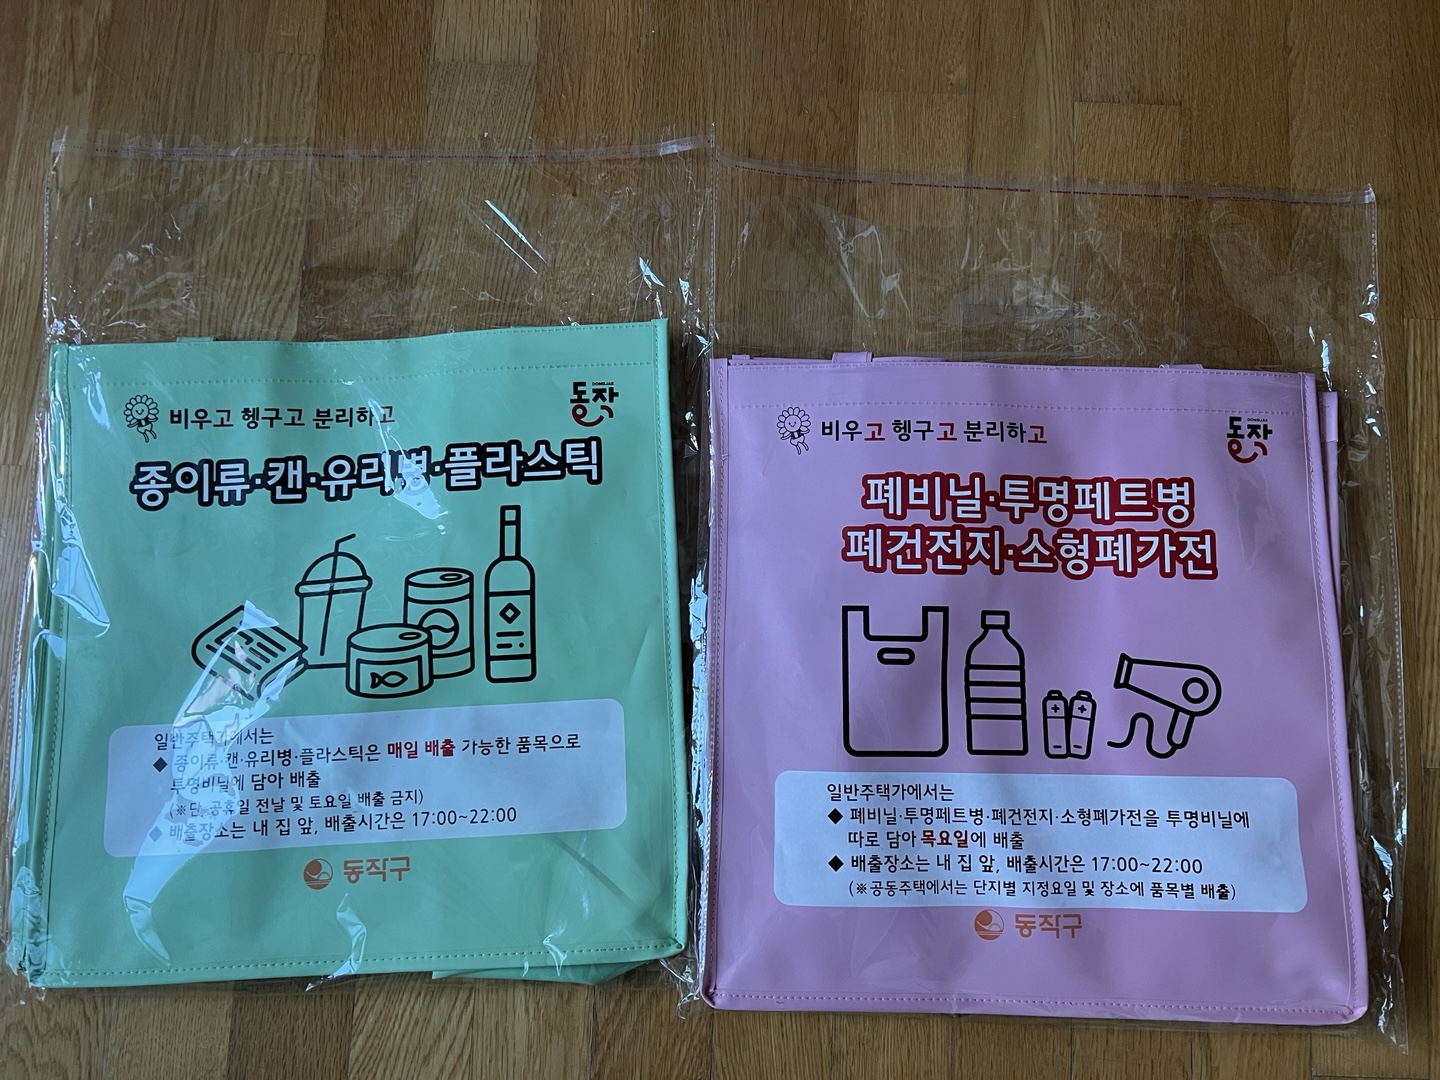 비우고 헹구고 분리하고
DONGJAK
동작
종이류·캔·유리병·플라스틱
일반주택가에서는
◆ 종이류·캔·유리병·플라스틱은 매일 배출 가능한 품목으로
투명비닐에 담아 배출
(※단, 공휴일 전날 및 토요일 배출 금지)
◆ 배출장소는 내 집 앞, 배출시간은 17:00~22:00
동작구
비우고 헹구고 분리하고
DONGJAK
동작
폐비닐·투명페트병
폐건전지·소형폐가전
일반주택가에서는
◆ 폐비닐·투명페트병·폐건전지·소형폐가전을 투명비닐에
따로 담아 목요일에 배출
◆ 배출장소는 내 집 앞, 배출시간은 17:00~22:00
(※공동주택에서는 단지별 지정요일 및 장소에 품목별 배출)
동작구